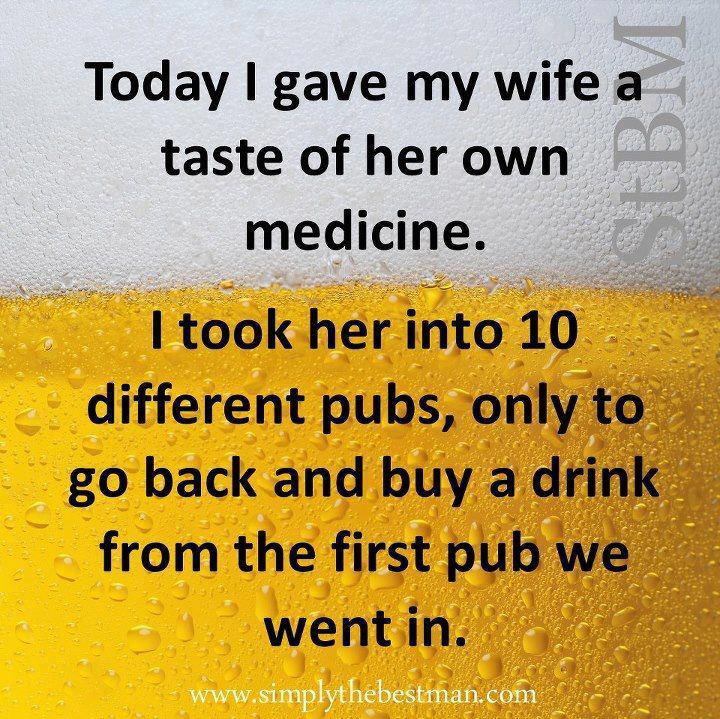 Today I gave my wife a
taste of her own
medicine.
I took her into 10
different pubs, only to
go back and buy a drink
from the first pub we
went in.
StBM
www.simplythebestman.com